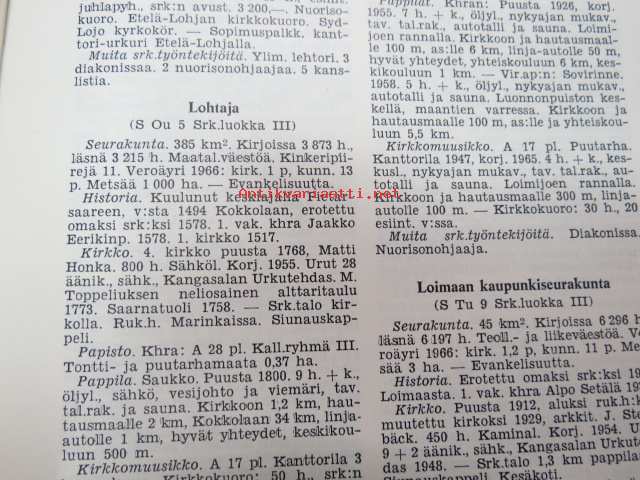 juhlapyh., srk:n avust. 3 200,—. Nuoriso-
kuoro. Etelä-Lohjan kirkkokuoro. Syd-
Lojo kyrkokör. — Sopimuspalkk. kant-
tori-urkuri Etelä-Lohjalla.
Muita srk.työntekijöitä. Ylim. lehtori. 3
diakonissaa. 2 nuorisonohjaajaa. 5 kans-
listia.
Lohtaja
(S Ou 5 Srk.luokka III)
Seurakunta. 385 km². Kirjoissa 3 873 h.,
läsnä 3 215 h. Maatal.väestöä. Kinkeripii-
rejä 11. Veroäyri 1966: kirk. 1 p, kunn. 13
p. Metsää 1 000 ha. — Evankelisuutta.
Historia. Kuulunut keskiajalla Pietar-
saareen, v:sta 1494 Kokkolaan, erotettu
omaksi srk:ksi 1578. 1. vak. khra Jaakko
Eerikinp. 1578. 1. kirkko 1517.
Kirkko. 4. kirkko puusta 1768, Matti
Honka. 800 h. Sähköl. Korj. 1955. Urut 28
äänik., sähk., Kangasalan Urkutehdas. M.
Toppeliuksen neliosainen alttaritaulu
1773. Saarnatuoli 1758. — Srk.talo kir-
kolla. Ruk.h. Marinkaissa. Siunauskap-
peli.
Papisto. Khra: A 28 pl. Kall.ryhmä III.
Tontti- ja puutarhamaata 0,37 ha.
Pappila. Saukko. Puusta 1800. 9 h. + k.,
öljyl., sähkö, vesijohto ja viemäri, tav.
tal.rak. ja sauna. Kirkkoon 1,2 km, hau-
tausmaalle 2 km, Kokkolaan 34 km, linja-
autolle 1 km, hyvät yhteydet, keskikou-
luun 500 m.
Kirkkomuusikko. A 17 pl. Kanttorila 3
Kirkkokuoro: 50 h., srk:n
Pappilat. Khran: Puusta 1926, korj.
1955. 7 h. + k., öljyl., nykyajan mukav.,
tav. tal.rak., autotalli ja sauna. Loimi-
joen rannalla. Kirkkoon ja hautausmaal-
le 100 m, as:lle 6 km, linja-autolle 50 m,
hyvät yhteydet, yhteiskouluun 6 km, kes-
kikouluun 1 km. — Vir.ap:n: Sovirinne.
1958. 5 h. + k., öljyl., nykyajan mukav.,
autotalli ja sauna. Luonnonpuiston kes-
kellä, maantien varressa. Kirkkoon ja
hautausmaalle 100 m, as:lle ja yhteiskou-
luun 5,5 km.
Kirkkomuusikko. A 17 pl. Puutarha.
Kanttorila 1947, korj. 1965. 4 h. + k., kes-
kusl., nykyajan mukav., tav. tal.rak., au-
totalli ja sauna. Loimijoen rannalla.
Kirkkoon ja hautausmaalle 300 m, linja-
autolle 100 m. — Kirkkokuoro: 30 h., 20
esiint. v:ssa.
Muita srk.työntekijöitä. Diakonissa.
Nuorisonohjaaja.
Loimaan kaupunkiseurakunta
(S Tu 9 Srk.luokka III)
Seurakunta. 45 km². Kirjoissa 6 296 h.,
läsnä 6 197 h. Teoll.- ja liikeväestöä. Ve-
roäyri 1966: kirk. 1,2 p, kunn. 11 p. Met-
sää 3 ha. — Evankelisuutta.
Historia. Erotettu omaksi srk:ksi 19
Loimaasta. 1. vak. khra Alpo Setälä 19
Kirkko. Puusta 1912, aluksi ruk.h:k
muutettu kirkoksi 1929, arkkit. J. Ste
bäck. 450 h. Kaminal. Korj. 1954. U
9 + 2 äänik., sähk., Kangasalan Urkute
das 1948. — Srk.talo 1,3 km pappila
Siunauskappeli. Kesäkoti.
Antikvariaatti.net